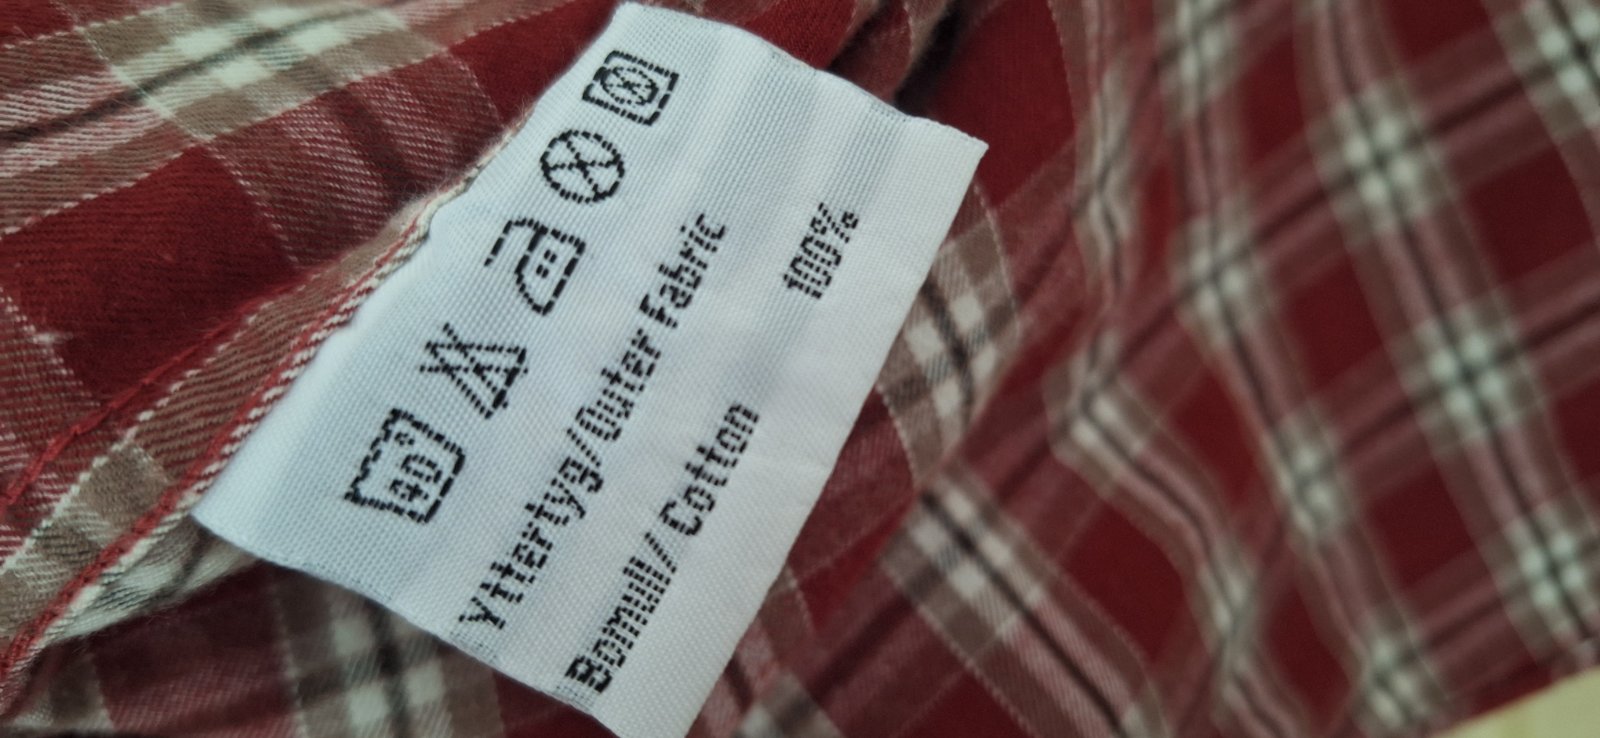 40°
Yttertyg/Outer Fabric
Bomull/ Cotton 100%